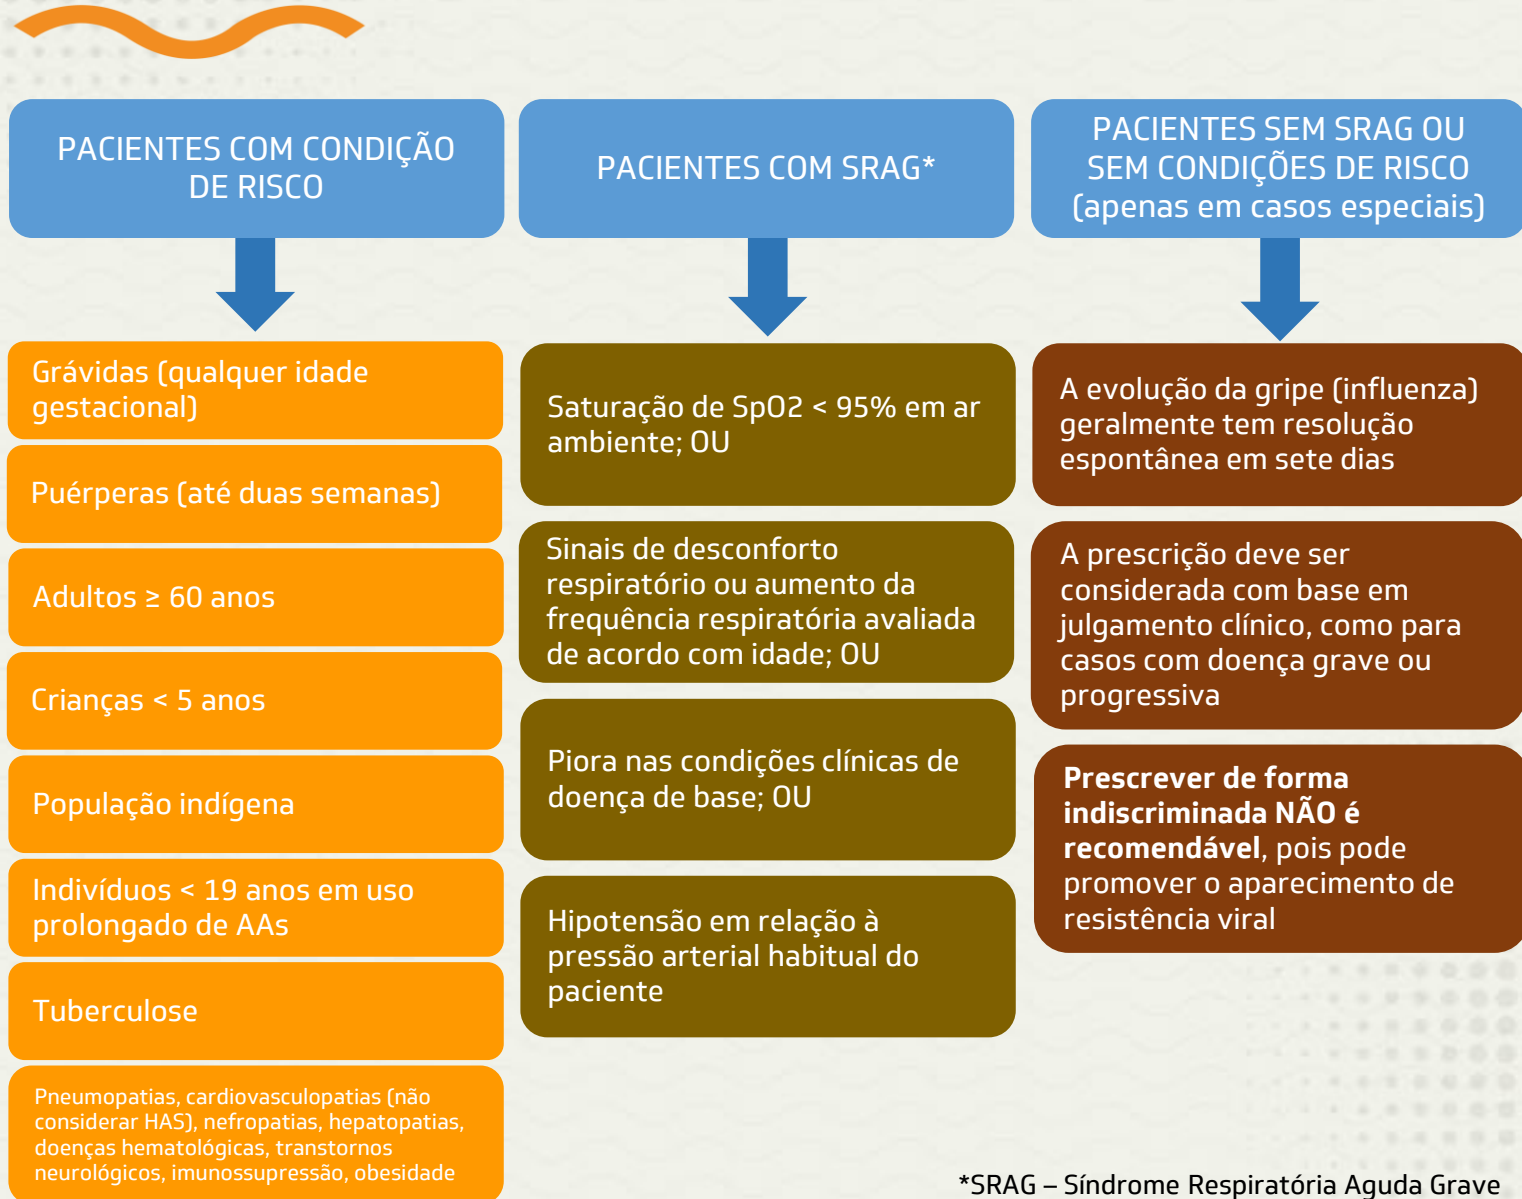 PACIENTES COM CONDIÇÃO
DE RISCO
Grávidas (qualquer idade
gestacional)
Puérperas (até duas semanas)
Adultos ≥ 60 anos
Crianças < 5 anos
População indígena
Indivíduos < 19 anos em uso
prolongado de AAs
Tuberculose
Pneumopatias, cardiovasculopatias (não
considerar HAS), nefropatias, hepatopatias,
doenças hematológicas, transtornos
neurológicos, imunossupressão, obesidade
PACIENTES COM SRAG*
Saturação de SpO2 < 95% em ar
ambiente; OU
Sinais de desconforto
respiratório ou aumento da
frequência respiratória avaliada
de acordo com idade; OU
Piora nas condições clínicas de
doença de base; OU
Hipotensão em relação à
pressão arterial habitual do
paciente
PACIENTES SEM SRAG OU
SEM CONDIÇÕES DE RISCO
(apenas em casos especiais)
A evolução da gripe (influenza)
geralmente tem resolução
espontânea em sete dias
A prescrição deve ser
considerada com base em
julgamento clínico, como para
casos com doença grave ou
progressiva
Prescrever de forma
indiscriminada NÃO é
recomendável, pois pode
promover o aparecimento de
resistência viral
*SRAG – Síndrome Respiratória Aguda Grave